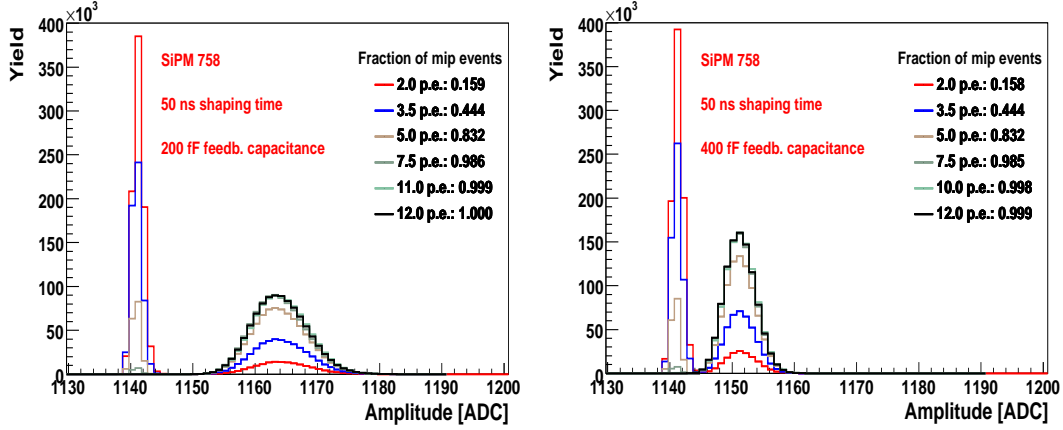 ×10³
Yield
400
350
300
250
200
150
100
50
0
SiPM 758
50 ns shaping time
200 fF feedb. capacitance
Fraction of mip events
2.0 p.e.: 0.159
3.5 p.e.: 0.444
5.0 p.e.: 0.832
7.5 p.e.: 0.986
11.0 p.e.: 0.999
12.0 p.e.: 1.000
1130 1140 1150 1160 1170 1180 1190 1200
Amplitude [ADC]
×10³
Yield
400
350
300
250
200
150
100
50
0
SiPM 758
50 ns shaping time
400 fF feedb. capacitance
Fraction of mip events
2.0 p.e.: 0.158
3.5 p.e.: 0.444
5.0 p.e.: 0.832
7.5 p.e.: 0.985
10.0 p.e.: 0.998
12.0 p.e.: 0.999
1130 1140 1150 1160 1170 1180 1190 1200
Amplitude [ADC]